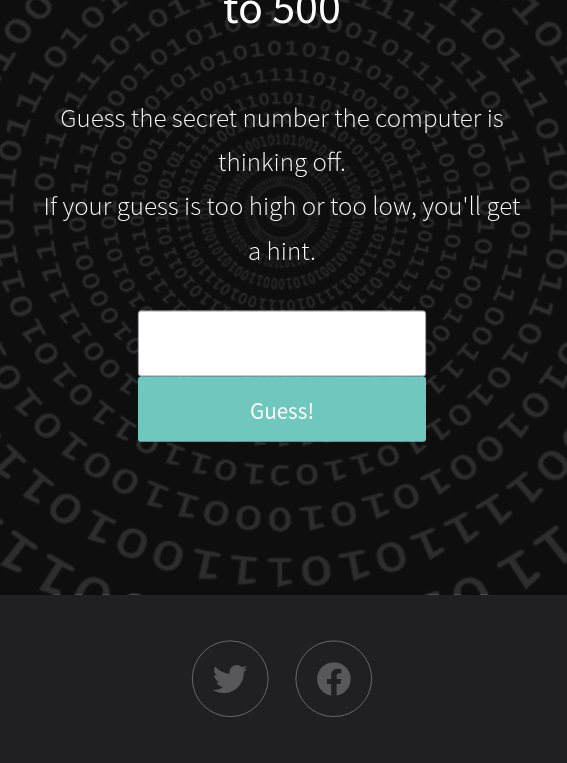 to 500
Guess the secret number the computer is
thinking off.
If your guess is too high or too low, you'll get
a hint.
Guess!